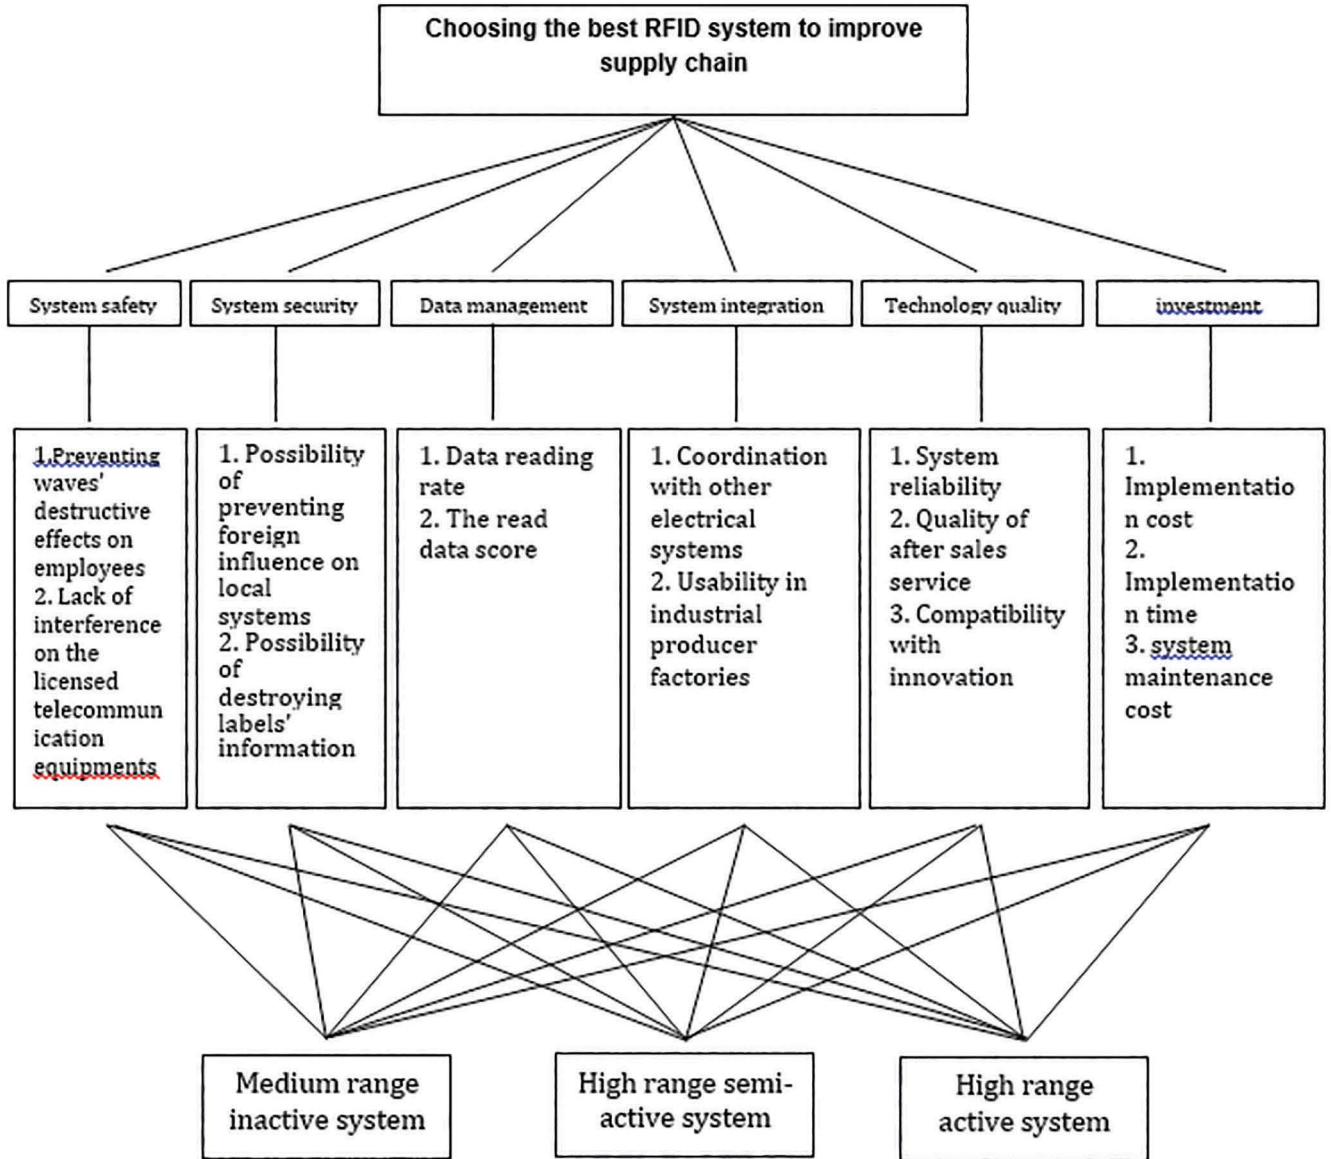 Choosing the best RFID system to improve
supply chain
System safety
System security
Data management
System integration
Technology quality
investment
1.Preventing
waves'
destructive
effects on
employees
2. Lack of
interference
on the
licensed
telecommun
ication
equipments
1. Possibility
of
preventing
foreign
influence on
local
systems
2. Possibility
of
destroying
labels'
information
1. Data reading
rate
2. The read
data score
1. Coordination
with other
electrical
systems
2. Usability in
industrial
producer
factories
1. System
reliability
2. Quality of
after sales
service
3. Compatibility
with
innovation
1.
Implementatio
n cost
2.
Implementatio
n time
3. system
maintenance
cost
Medium range
inactive system
High range semi-
active system
High range
active system